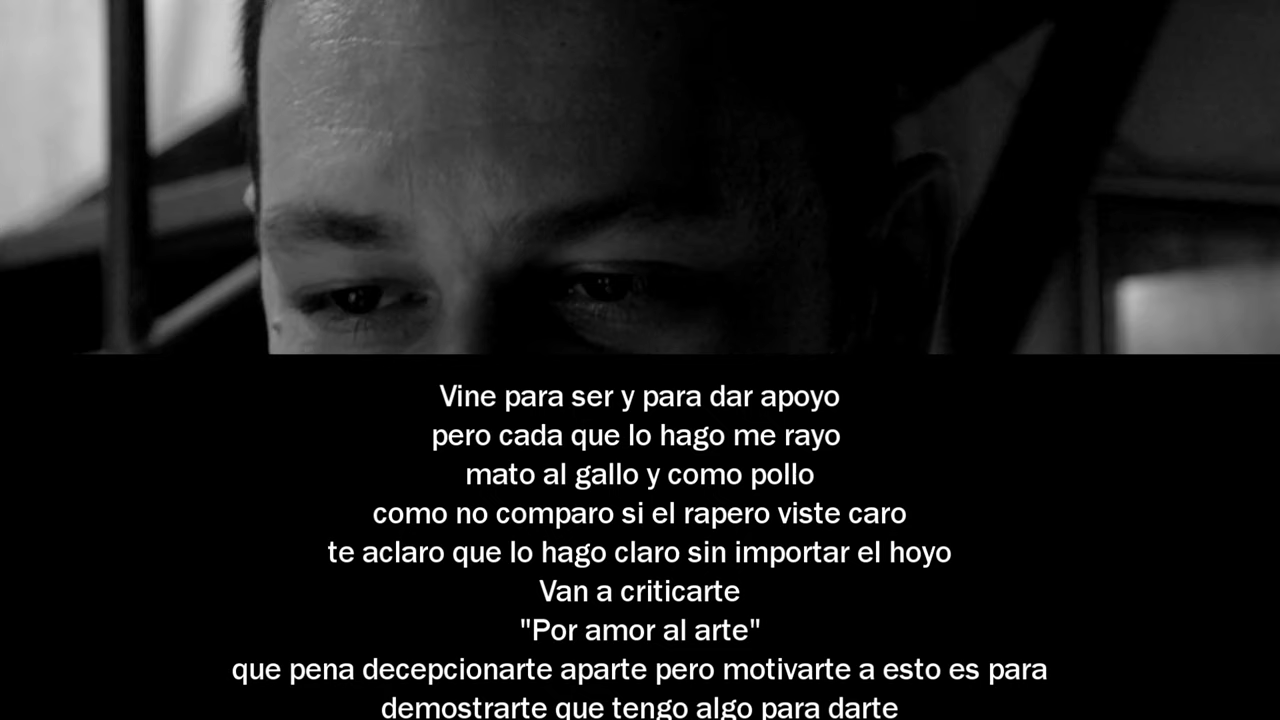 Vine para ser y para dar apoyo
pero cada que lo hago me rayo
mato al gallo y como pollo
como no comparo si el rapero viste caro
te aclaro que lo hago claro sin importar el hoyo
Van a criticarte
"Por amor al arte"
que pena decepcionarte aparte pero motivarte a esto es para
demostrarte que tengo algo para darte